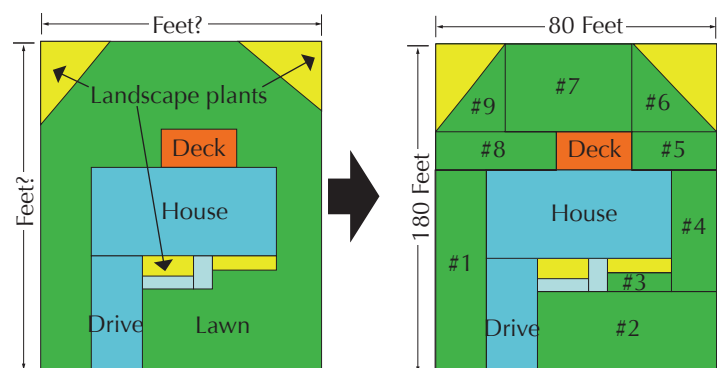 Feet?
Feet?
Landscape plants
Deck
House
Drive
Lawn
80 Feet
180 Feet
#7
#9
#6
#8
Deck
#5
House
#4
#1
#3
#2
Drive